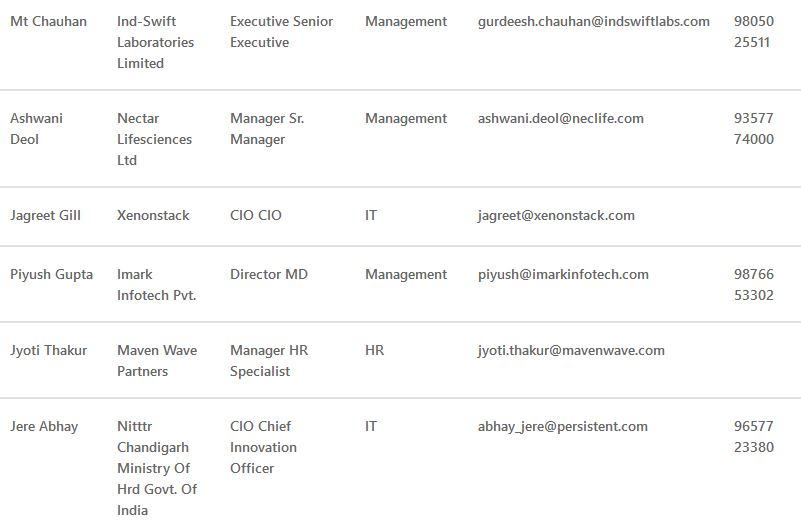 Mt Chauhan Ind-Swift Executive Senior Management gurdeesh.chauhan@indswiftlabs.com 98050
Laboratories Executive 25511
Limited
Ashwani Nectar Manager Sr. Management ashwani.deol@neclife.com 93577
Deol Lifesciences Manager 74000
Ltd
Jagreet Gill Xenonstack CIO CIO IT jagreet@xenonstack.com
Piyush Gupta Imark Director MD Management piyush@imarkinfotech.com 98766
Infotech Pvt. 53302
Jyoti Thakur Maven Wave Manager HR HR jyoti.thakur@mavenwave.com
Partners Specialist
Jere Abhay Nitttr CIO Chief IT abhay_jere@persistent.com 96577
Chandigarh Innovation 23380
Ministry Of Officer
Hrd Govt. Of
India